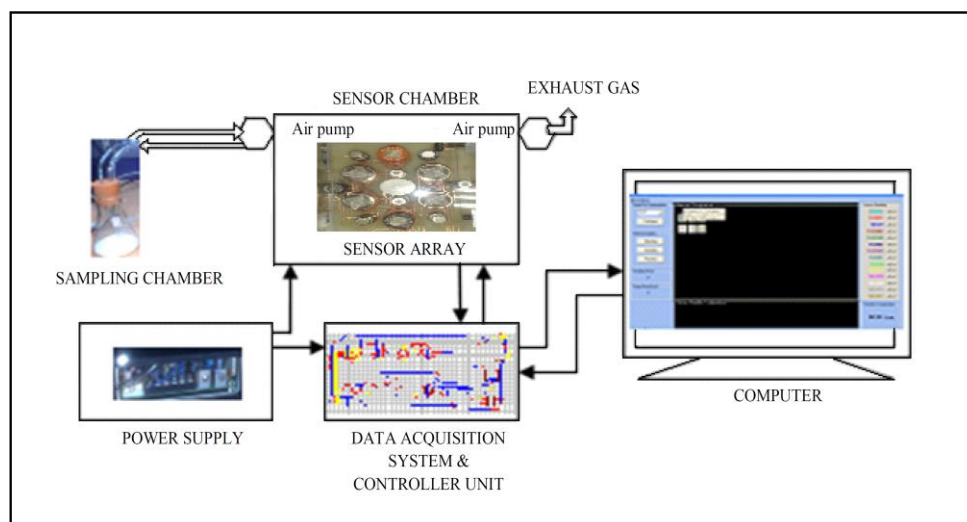 EXHAUST GAS
SENSOR CHAMBER
Air pump
Air pump
SENSOR ARRAY
SAMPLING CHAMBER
COMPUTER
POWER SUPPLY
DATA ACQUISITION
SYSTEM &
CONTROLLER UNIT